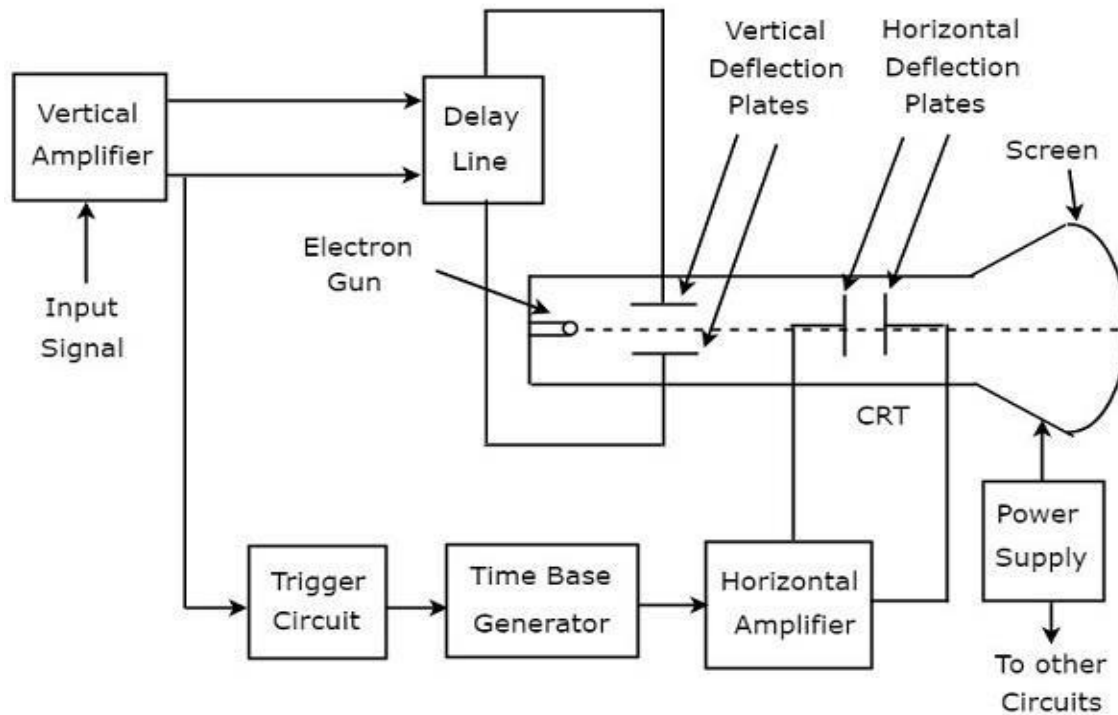 Vertical
Deflection
Plates
Horizontal
Deflection
Plates
Vertical
Amplifier
Delay
Line
Screen
Electron
Gun
Input
Signal
CRT
Power
Supply
Trigger
Circuit
Time Base
Generator
Horizontal
Amplifier
To other
Circuits